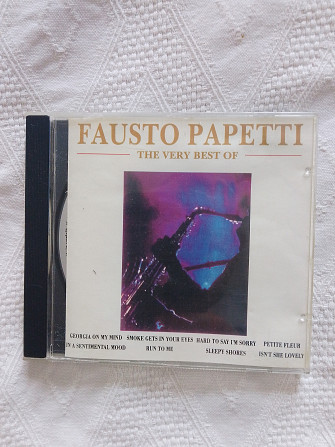 FAUSTO PAPETTI
THE VERY BEST OF
GEORGIA ON MY MIND SMOKE GETS IN YOUR EYES HARD TO SAY I'M SORRY PETITE FLEUR
IN A SENTIMENTAL MOOD RUN TO ME SLEEPY SHORES ISN'T SHE LOVELY